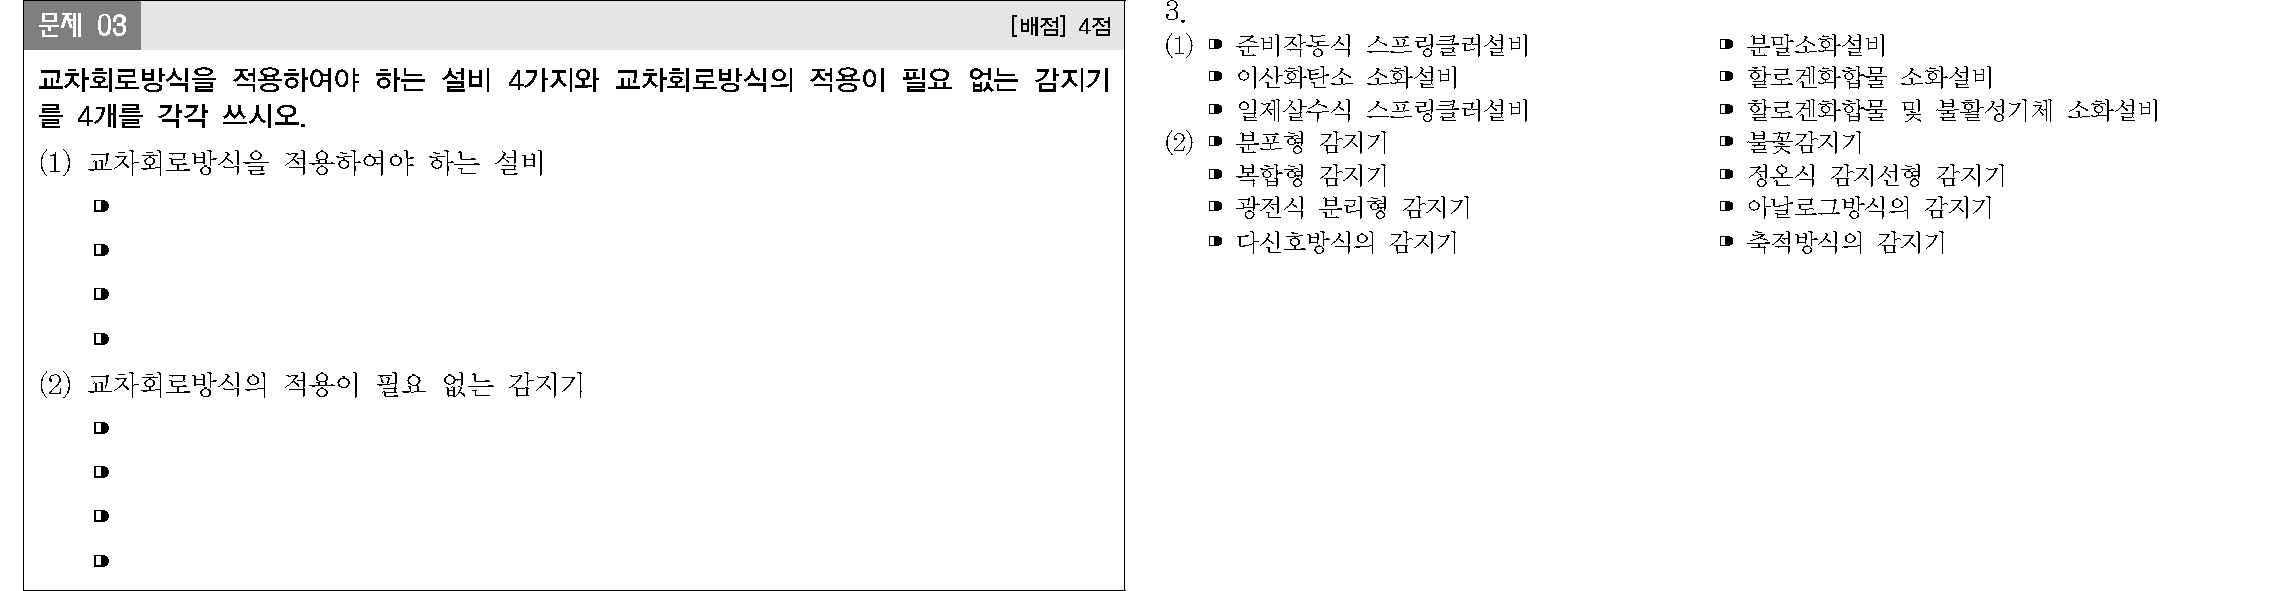 문제 03
[배점] 4점
교차회로방식을 적용하여야 하는 설비 4가지와 교차회로방식의 적용이 필요 없는 감지기
를 4개를 각각 쓰시오.
(1) 교차회로방식을 적용하여야 하는 설비
(2) 교차회로방식의 적용이 필요 없는 감지기
3.
(1) 준비작동식 스프링클러설비 분말소화설비
이산화탄소 소화설비 할로겐화합물 소화설비
일제살수식 스프링클러설비 할로겐화합물 및 불활성기체 소화설비
(2) 분포형 감지기 불꽃감지기
복합형 감지기 정온식 감지선형 감지기
광전식 분리형 감지기 아날로그방식의 감지기
다신호방식의 감지기 축적방식의 감지기